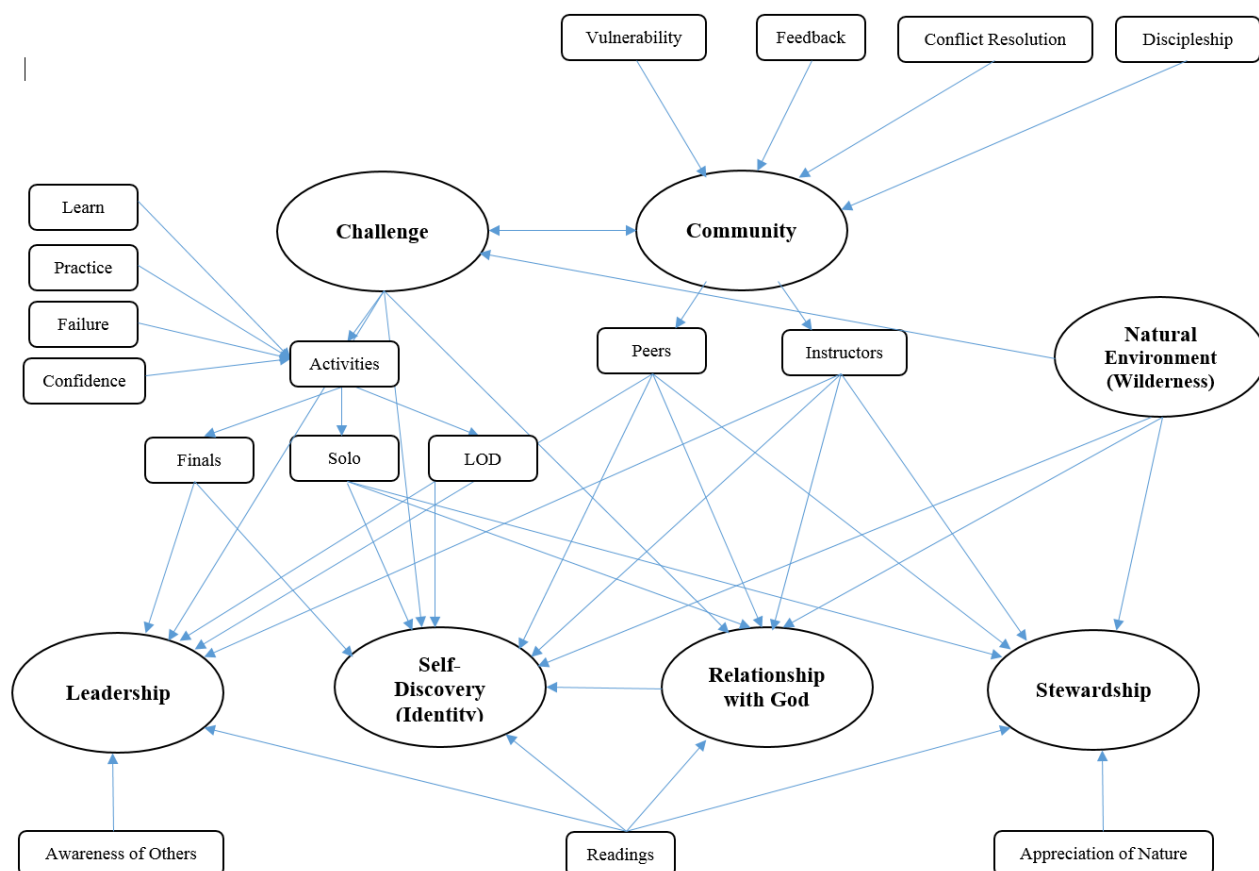 Vulnerability
Feedback
Conflict Resolution
Discipleship
Challenge
Community
Learn
Practice
Failure
Confidence
Activities
Peers
Instructors
Natural
Environment
(Wilderness)
Finals
Solo
LOD
Leadership
Self-
Discovery
(Identity)
Relationship
with God
Stewardship
Awareness of Others
Readings
Appreciation of Nature